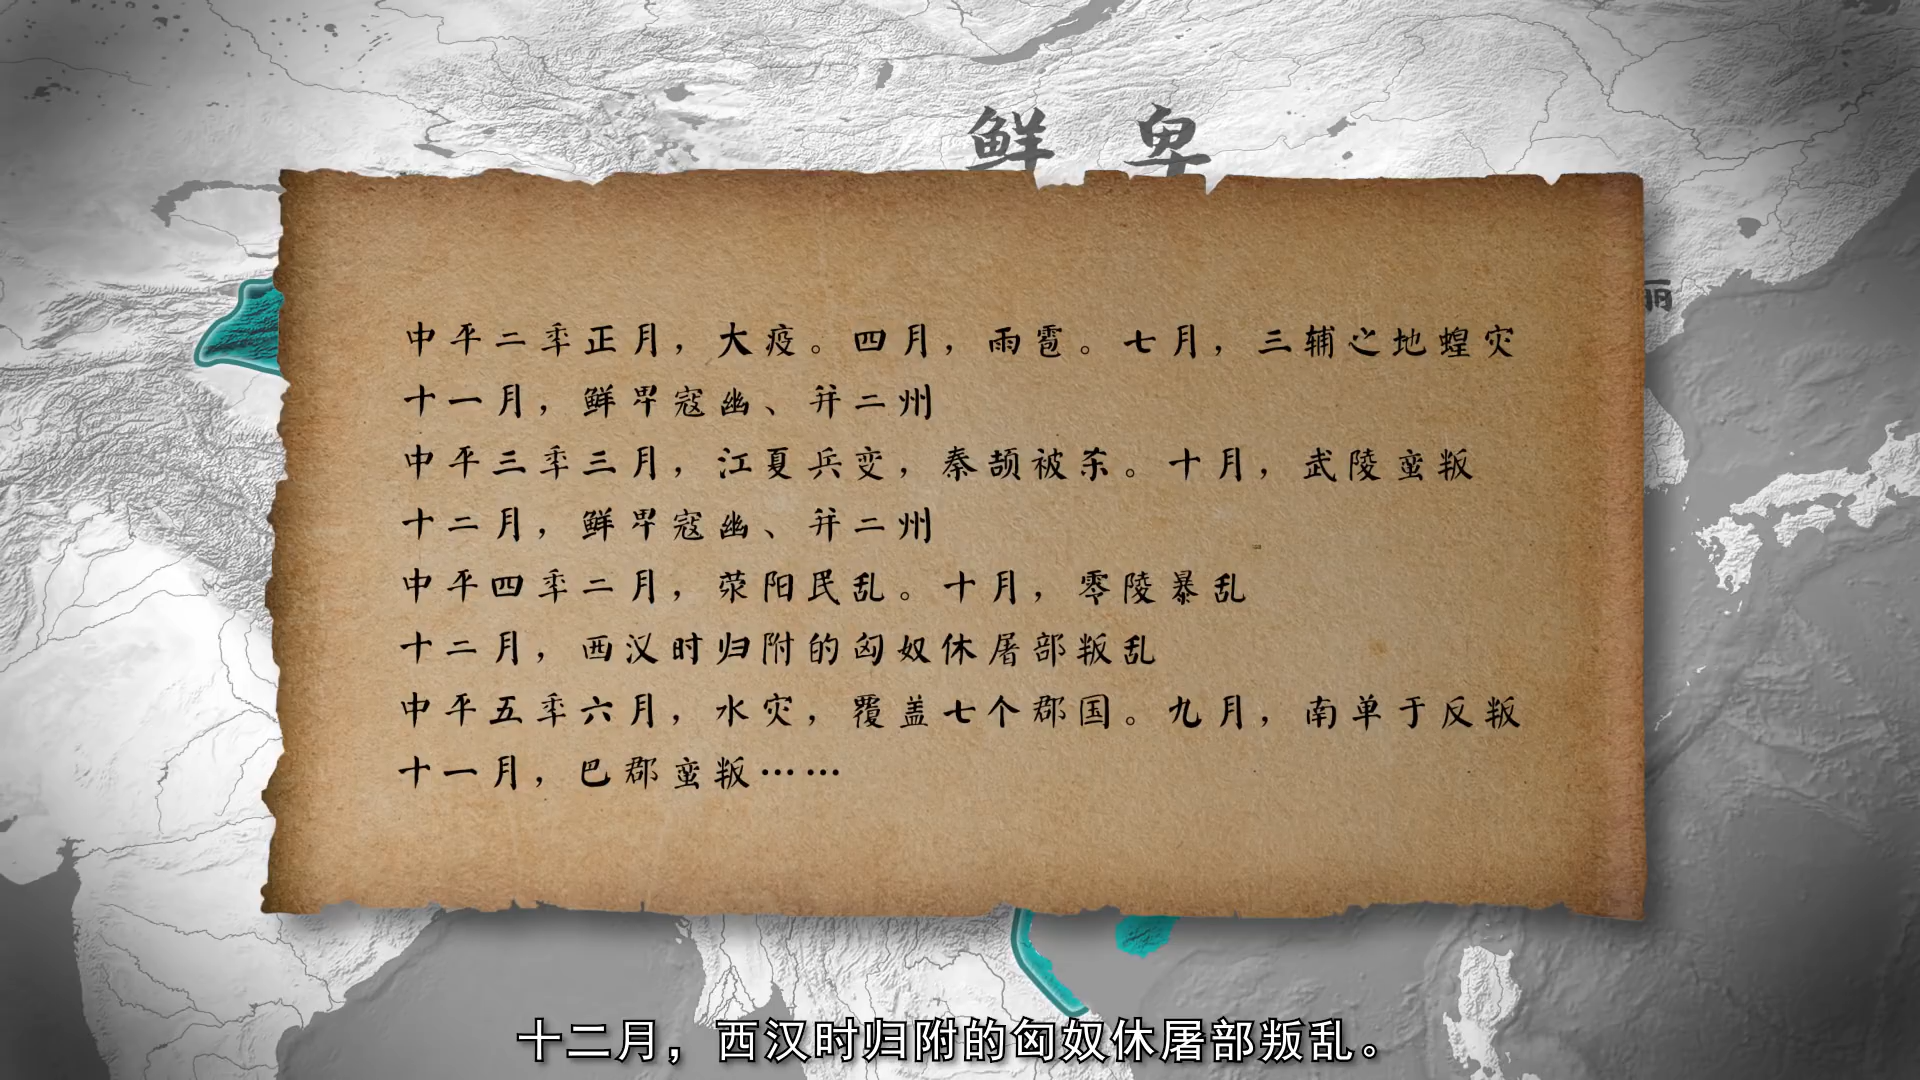 鲜 卑
丽
中平二年正月，大疫。四月，雨雹。七月，三辅之地蝗灾
十一月，鲜卑寇幽、并二州
中平三年三月，江夏兵变，秦颉被杀。十月，武陵蛮叛
十二月，鲜卑寇幽、并二州
中平四年二月，荥阳民乱。十月，零陵暴乱
十二月，西汉时归附的匈奴休屠部叛乱
中平五年六月，水灾，覆盖七个郡国。九月，南单于反叛
十一月，巴郡蛮叛……
十二月，西汉时归附的匈奴休屠部叛乱。